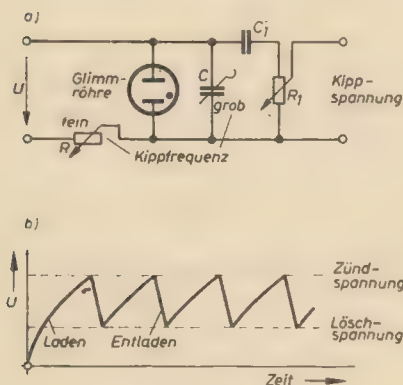 a)
C1
Glimm-
röhre
C
grob
R1
Kipp-
spannung
U
fein
R
Kippfrequenz
b)
U
Zünd-
spannung
Lösch-
spannung
Laden
Entladen
Zeit